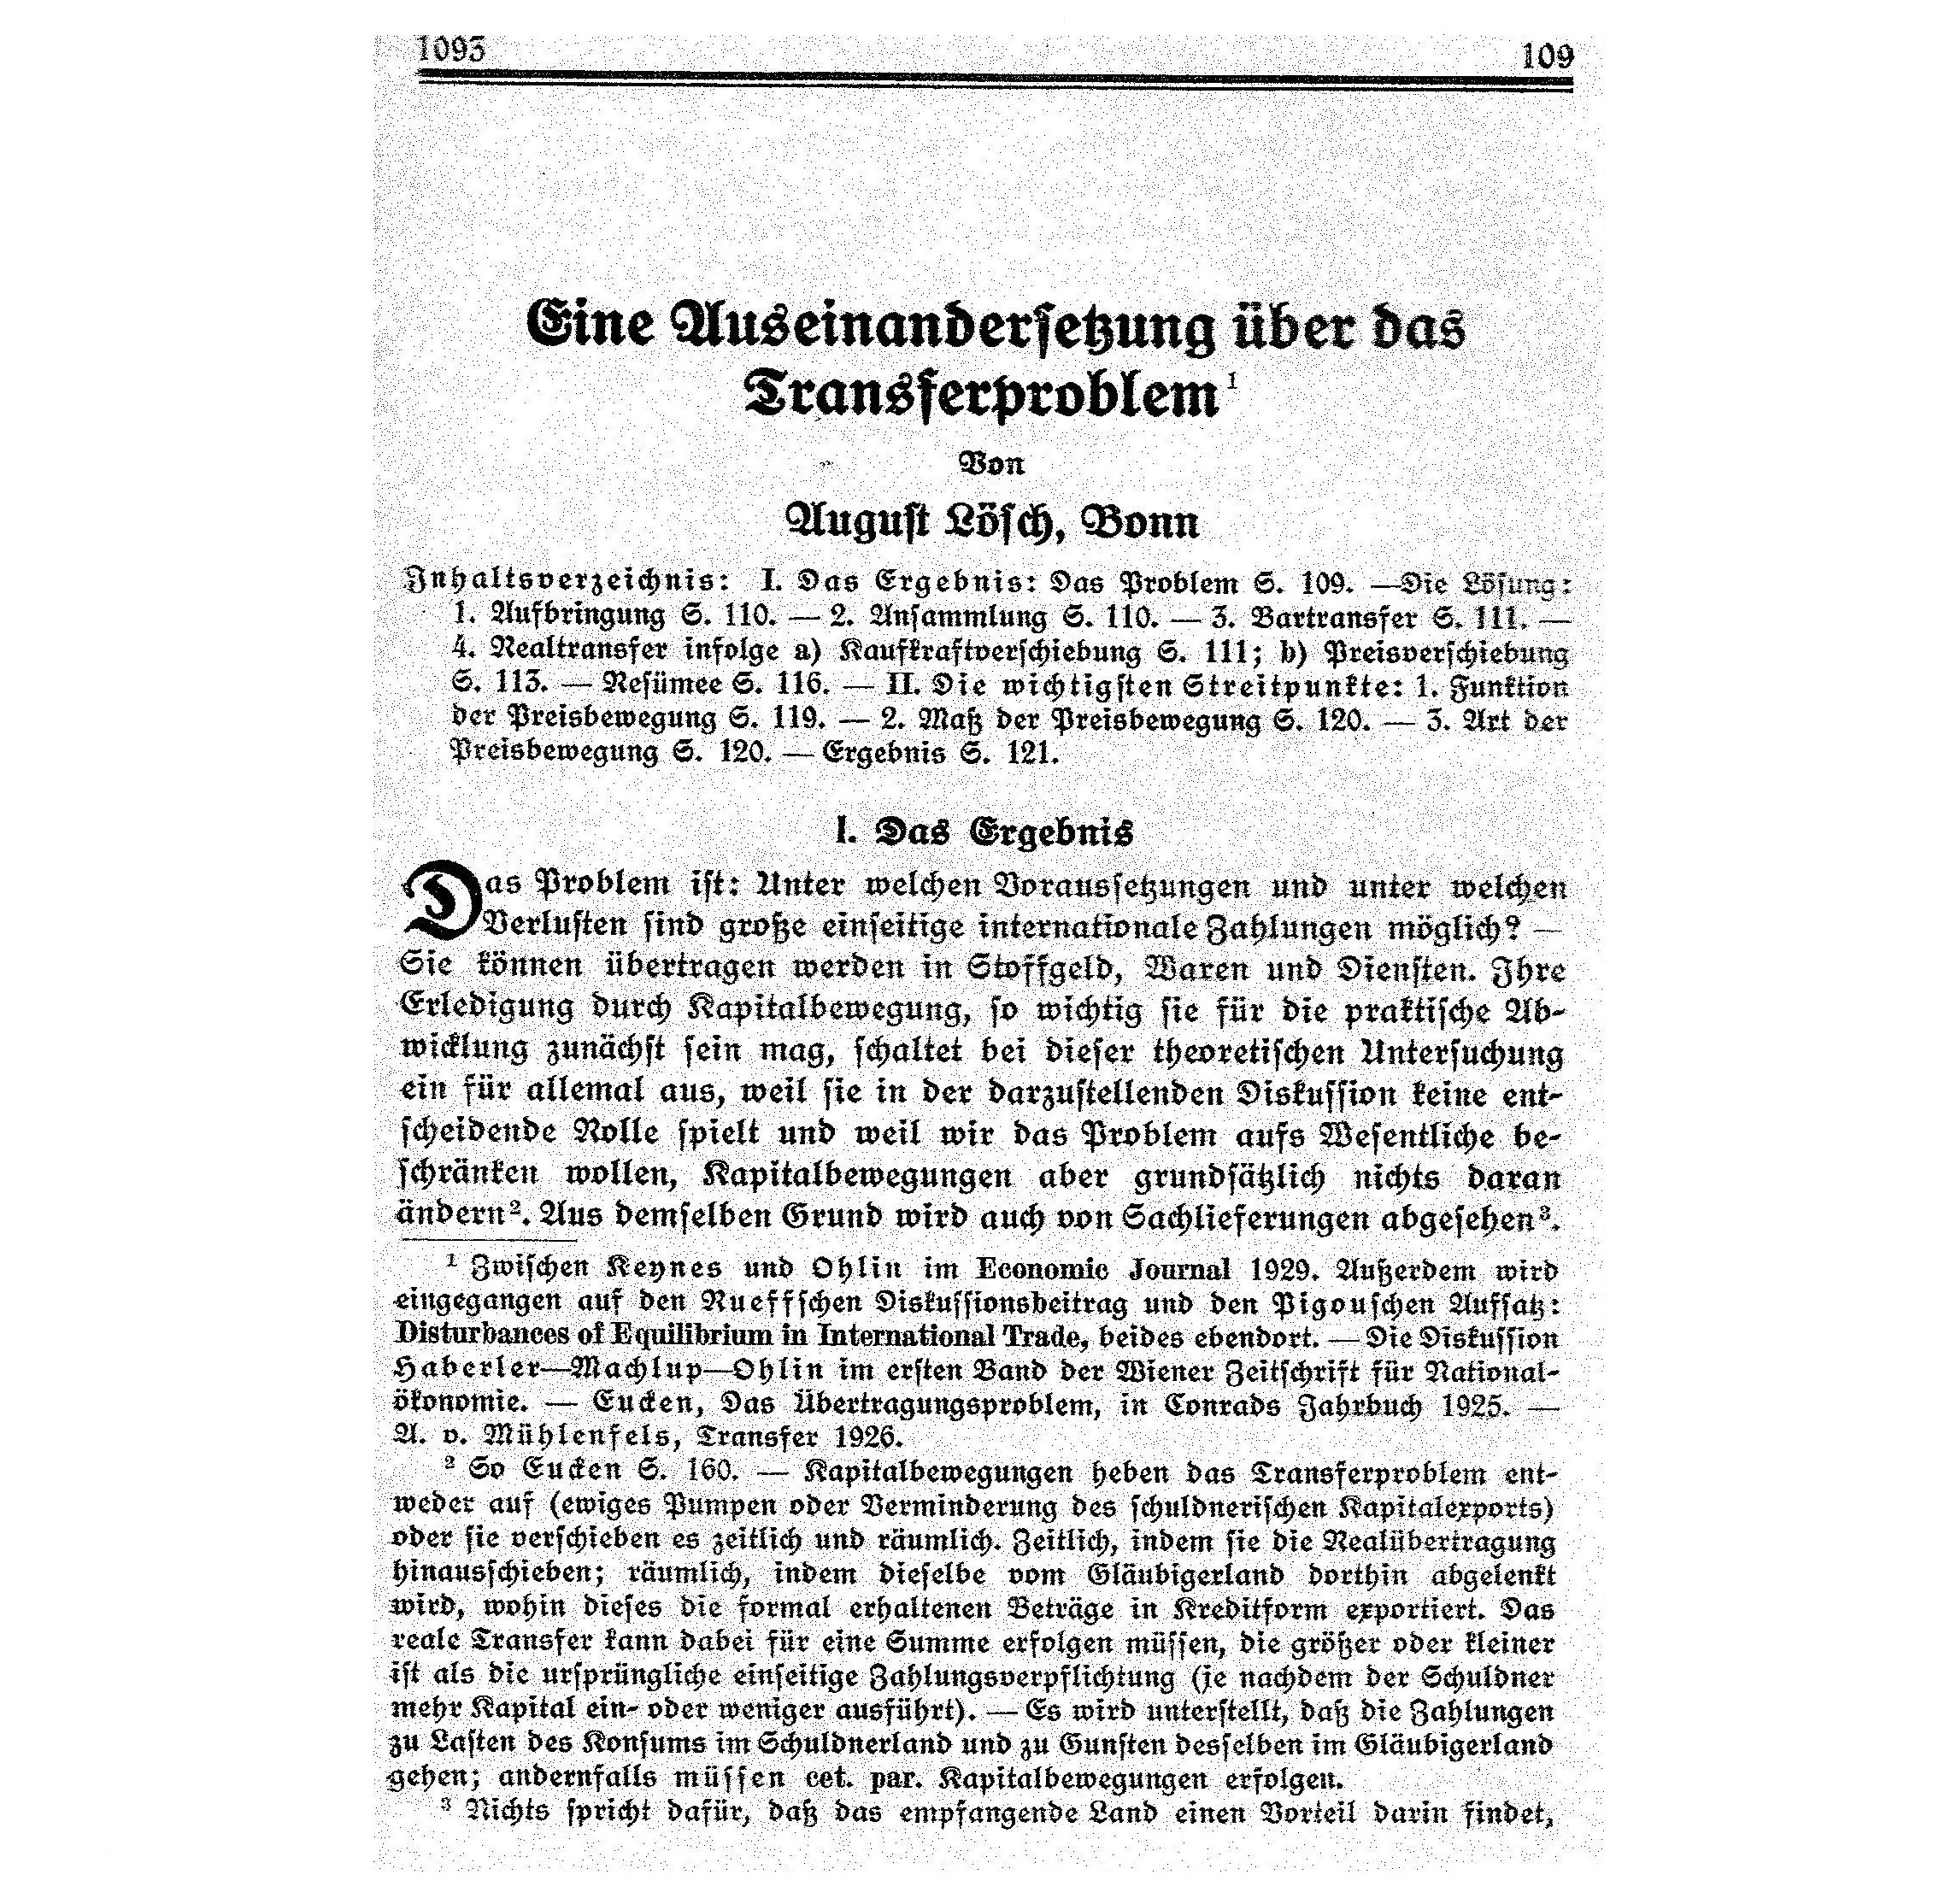 1093
109
Eine Auseinandersetzung über das
Transferproblem¹
Von
August Lösch, Bonn
Inhaltsverzeichnis: I. Das Ergebnis: Das Problem S. 109. —Die Lösung:
1. Aufbringung S. 110. — 2. Ansammlung S. 110. — 3. Bartransfer S. 111. —
4. Realtransfer infolge a) Kaufkraftverschiebung S. 111; b) Preisverschiebung
S. 113. — Resümee S. 116. — II. Die wichtigsten Streitpunkte: 1. Funktion
der Preisbewegung S. 119. — 2. Maß der Preisbewegung S. 120. — 3. Art der
Preisbewegung S. 120. — Ergebnis S. 121.
I. Das Ergebnis
Das Problem ist: Unter welchen Voraussetzungen und unter welchen
Verlusten sind große einseitige internationale Zahlungen möglich? —
Sie können übertragen werden in Stoffgeld, Waren und Diensten. Ihre
Erledigung durch Kapitalbewegung, so wichtig sie für die praktische Ab-
wicklung zunächst sein mag, schaltet bei dieser theoretischen Untersuchung
ein für allemal aus, weil sie in der darzustellenden Diskussion keine ent-
scheidende Rolle spielt und weil wir das Problem aufs Wesentliche be-
schränken wollen, Kapitalbewegungen aber grundsätzlich nichts daran
ändern². Aus demselben Grund wird auch von Sachlieferungen abgesehen³.
¹ Zwischen Keynes und Ohlin im Economic Journal 1929. Außerdem wird
eingegangen auf den Rueffschen Diskussionsbeitrag und den Pigouschen Aufsatz:
Disturbances of Equilibrium in International Trade, beides ebendort. — Die Diskussion
Haberler—Machlup—Ohlin im ersten Band der Wiener Zeitschrift für National-
ökonomie. — Eucken, Das Übertragungsproblem, in Conrads Jahrbuch 1925. —
A. v. Mühlenfels, Transfer 1926.
² So Eucken S. 160. — Kapitalbewegungen heben das Transferproblem ent-
weder auf (ewiges Pumpen oder Verminderung des schuldnerischen Kapitalexports)
oder sie verschieben es zeitlich und räumlich. Zeitlich, indem sie die Realübertragung
hinausschieben; räumlich, indem dieselbe vom Gläubigerland dorthin abgelenkt
wird, wohin dieses die formal erhaltenen Beträge in Kreditform exportiert. Das
reale Transfer kann dabei für eine Summe erfolgen müssen, die größer oder kleiner
ist als die ursprüngliche einseitige Zahlungsverpflichtung (je nachdem der Schuldner
mehr Kapital ein- oder weniger ausführt). — Es wird unterstellt, daß die Zahlungen
zu Lasten des Konsums im Schuldnerland und zu Gunsten desselben im Gläubigerland
gehen; andernfalls müssen cet. par. Kapitalbewegungen erfolgen.
³ Nichts spricht dafür, daß das empfangende Land einen Vorteil darin findet,